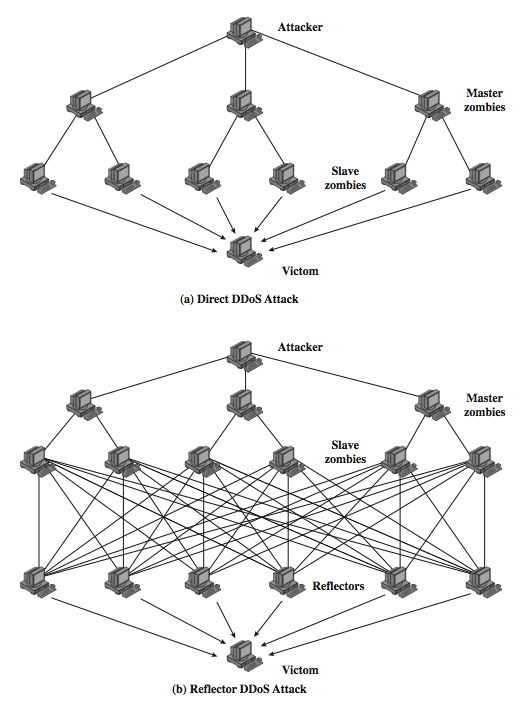 Attacker
Master
zombies
Slave
zombies
Victom
(a) Direct DDoS Attack
Attacker
Master
zombies
Slave
zombies
Reflectors
Victom
(b) Reflector DDoS Attack